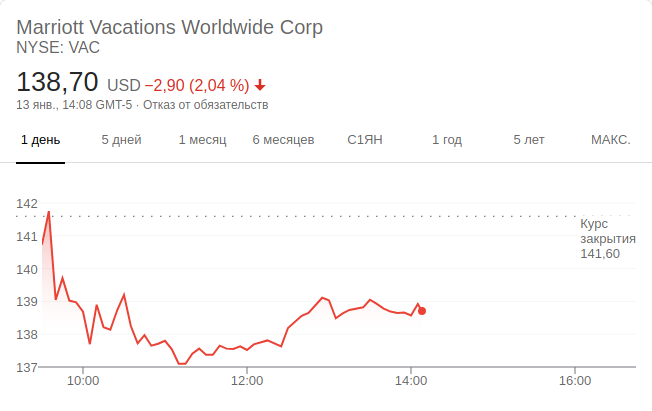 Marriott Vacations Worldwide Corp
NYSE: VAC
138,70 USD −2,90 (2,04 %)
13 янв., 14:08 GMT-5 · Отказ от обязательств
1 день 5 дней 1 месяц 6 месяцев С1ЯН 1 год 5 лет МАКС.
142
141
140
139
138
137
Курс
закрытия
141,60
10:00 12:00 14:00 16:00